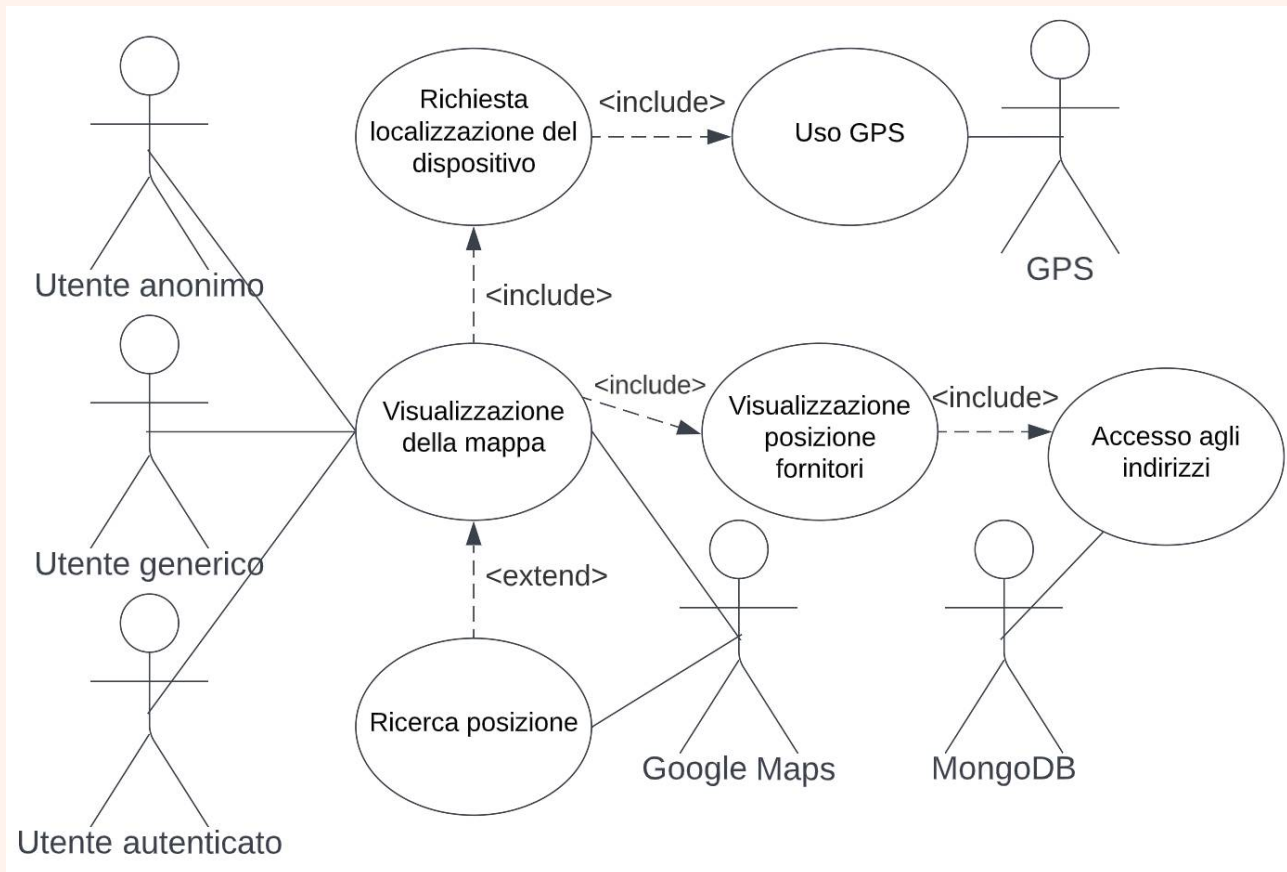 Richiesta
localizzazione del
dispositivo
<include>
Uso GPS
Utente anonimo
GPS
<include>
Visualizzazione
della mappa
<include>
Visualizzazione
posizione
fornitori
<include>
Accesso agli
indirizzi
Utente generico
<extend>
Ricerca posizione
Google Maps
MongoDB
Utente autenticato